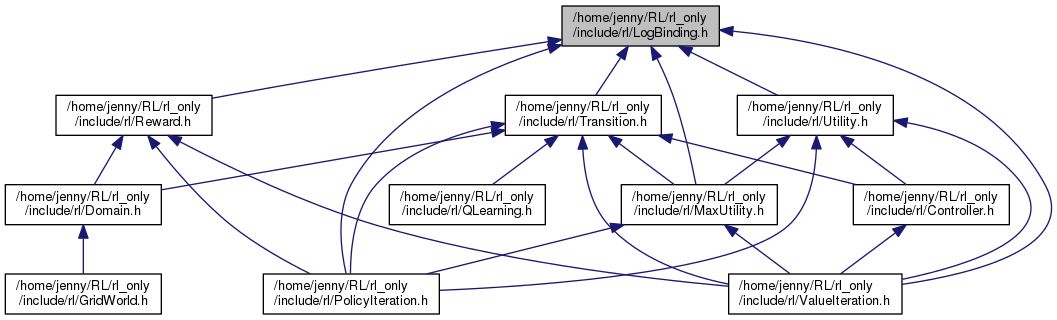 /home/jenny/RL/rl_only
/include/rl/LogBinding.h
/home/jenny/RL/rl_only
/include/rl/Reward.h
/home/jenny/RL/rl_only
/include/rl/Transition.h
/home/jenny/RL/rl_only
/include/rl/Utility.h
/home/jenny/RL/rl_only
/include/rl/Domain.h
/home/jenny/RL/rl_only
/include/rl/QLearning.h
/home/jenny/RL/rl_only
/include/rl/MaxUtility.h
/home/jenny/RL/rl_only
/include/rl/Controller.h
/home/jenny/RL/rl_only
/include/rl/GridWorld.h
/home/jenny/RL/rl_only
/include/rl/PolicyIteration.h
/home/jenny/RL/rl_only
/include/rl/ValueIteration.h